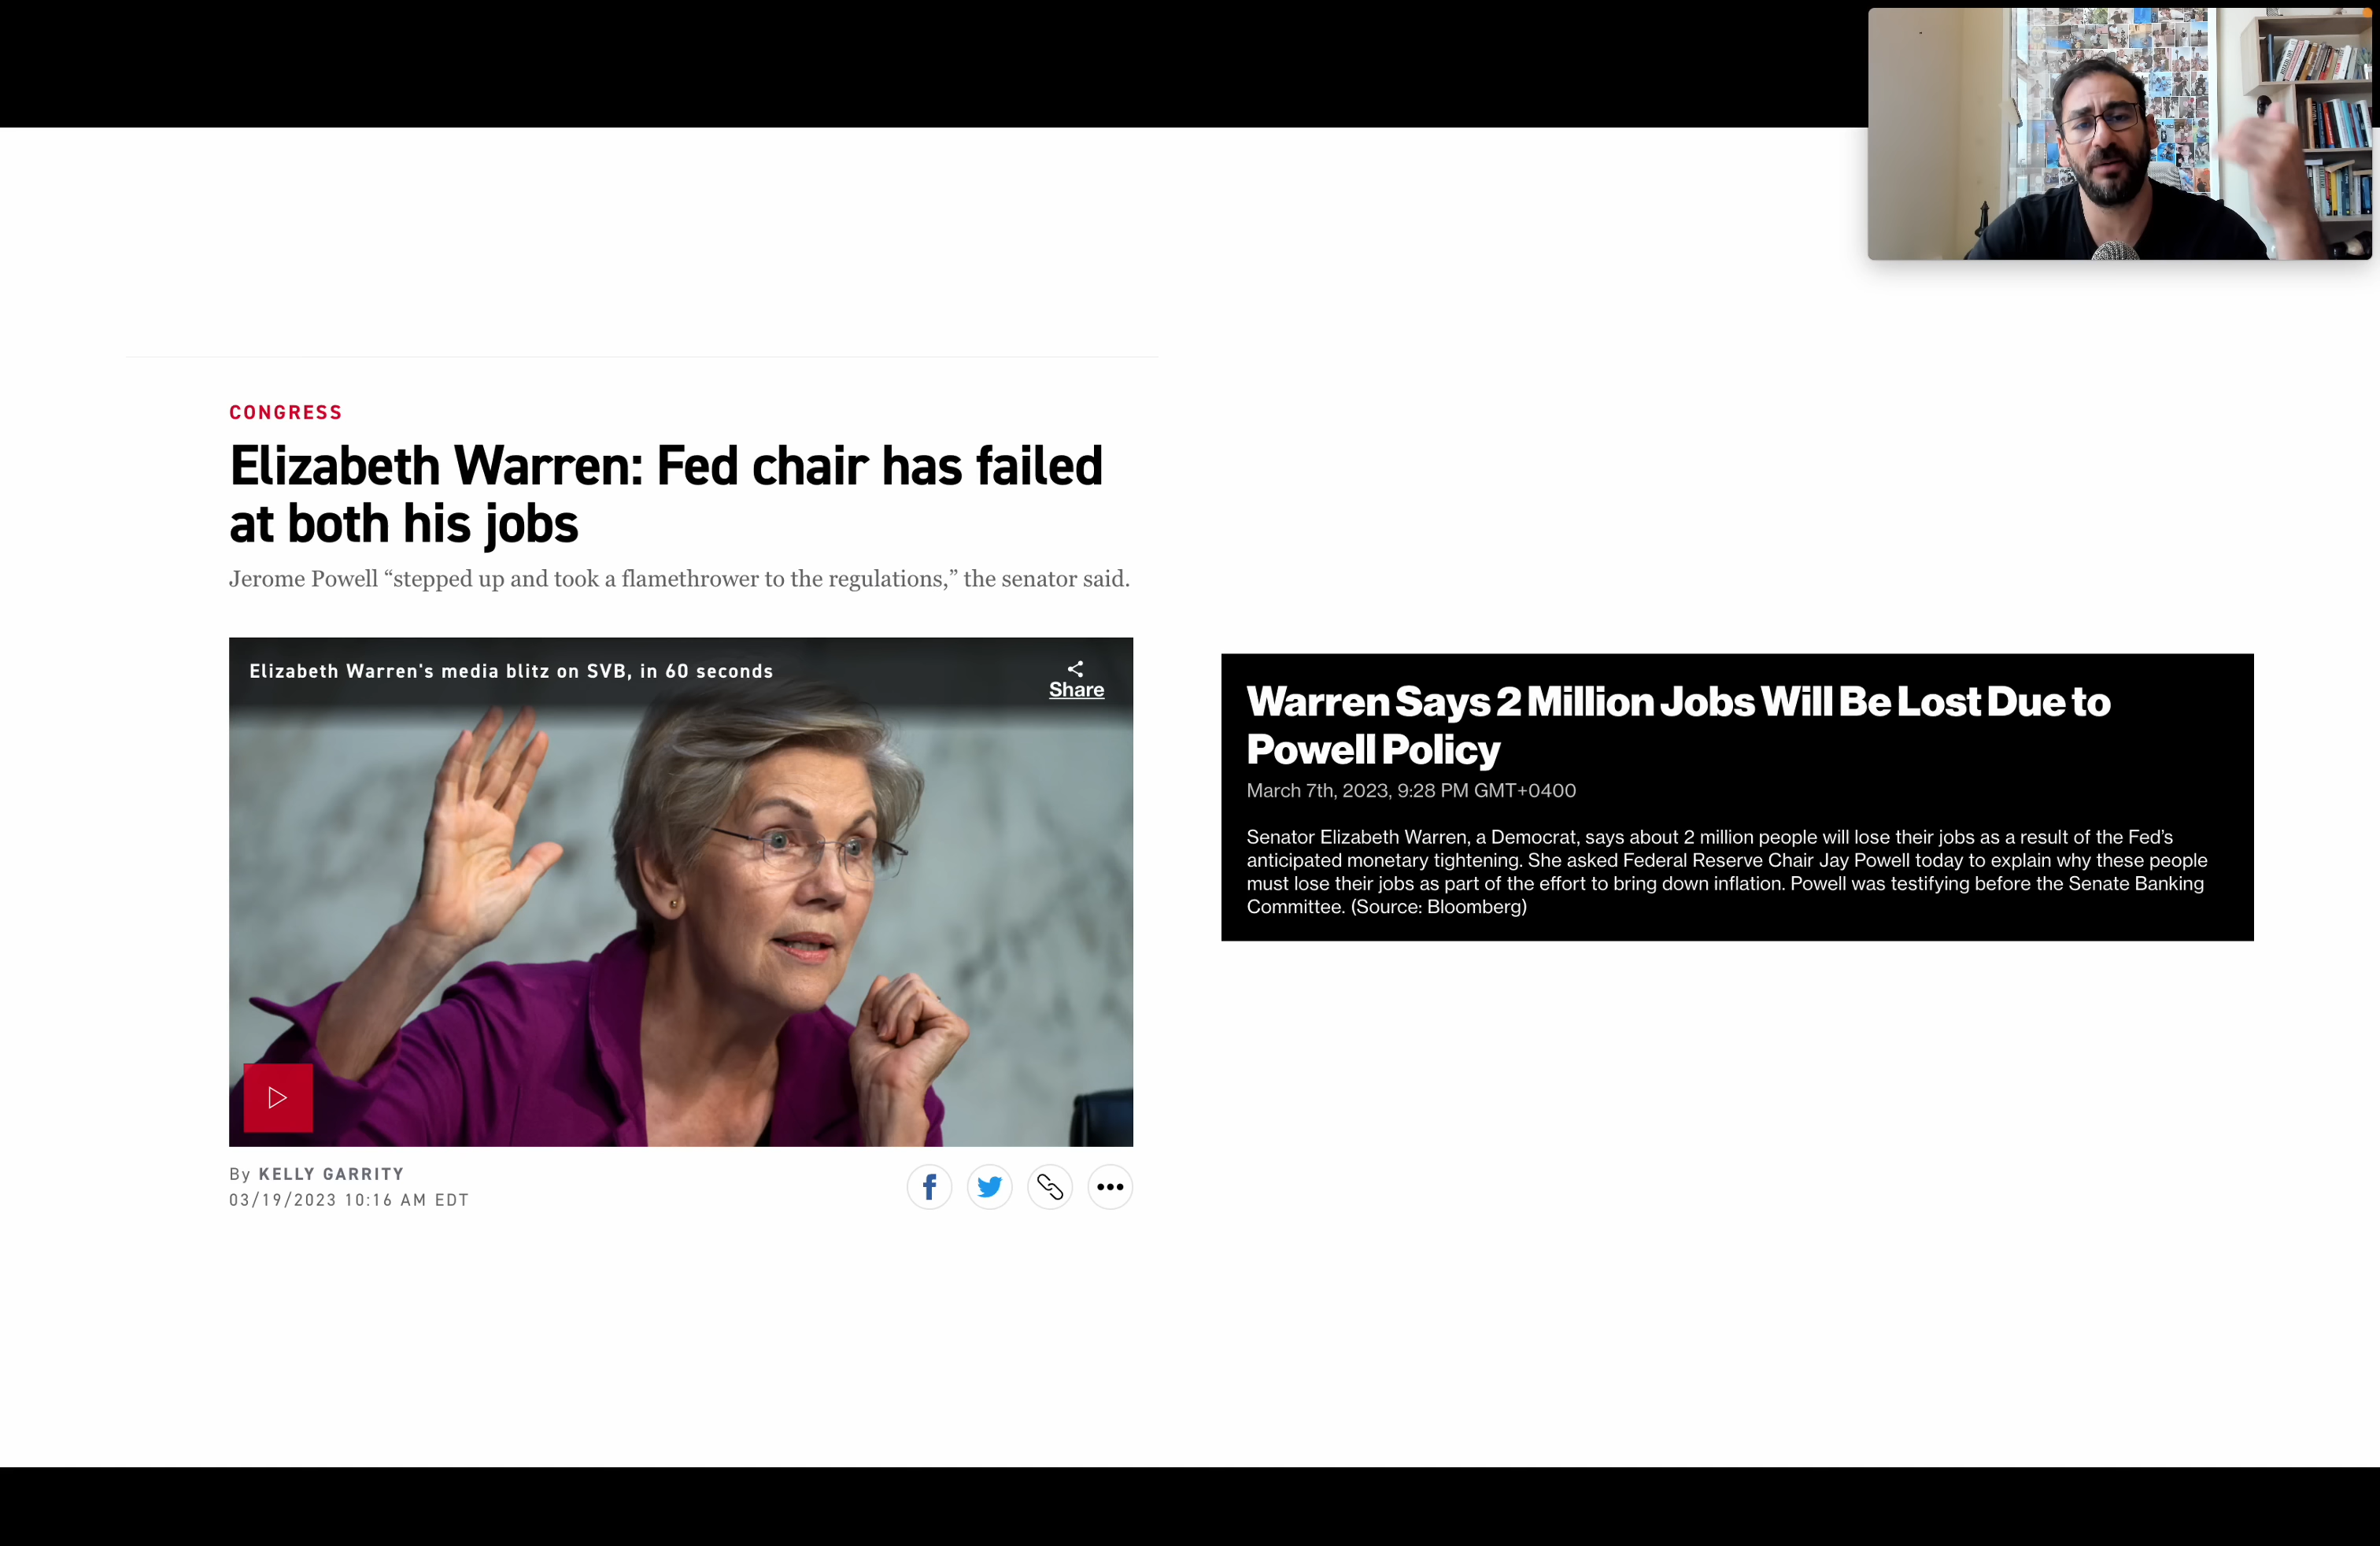 CONGRESS
Elizabeth Warren: Fed chair has failed
at both his jobs
Jerome Powell “stepped up and took a flamethrower to the regulations,” the senator said.
Elizabeth Warren's media blitz on SVB, in 60 seconds
Share
By KELLY GARRITY
03/19/2023 10:16 AM EDT
Warren Says 2 Million Jobs Will Be Lost Due to
Powell Policy
March 7th, 2023, 9:28 PM GMT+0400
Senator Elizabeth Warren, a Democrat, says about 2 million people will lose their jobs as a result of the Fed’s
anticipated monetary tightening. She asked Federal Reserve Chair Jay Powell today to explain why these people
must lose their jobs as part of the effort to bring down inflation. Powell was testifying before the Senate Banking
Committee. (Source: Bloomberg)